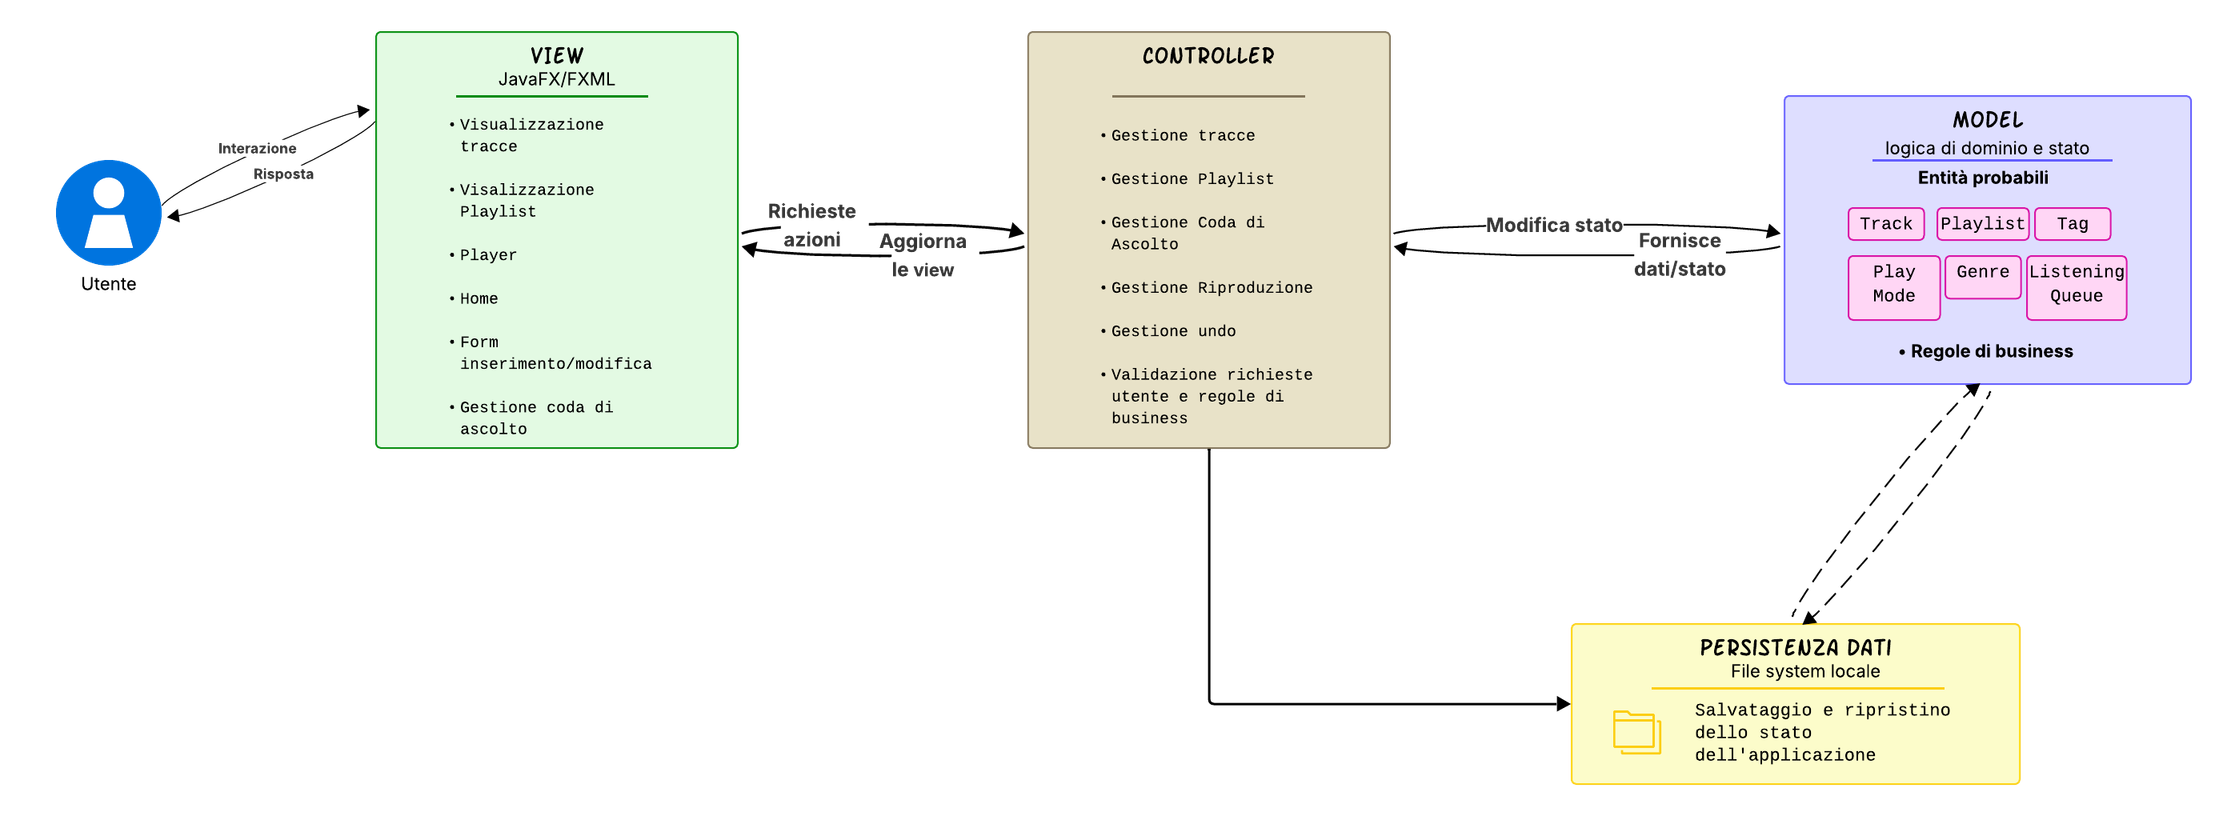 VIEW
JavaFX/FXML
• Visualizzazione
tracce
• Visalizzazione
Playlist
• Player
• Home
• Form
inserimento/modifica
• Gestione coda di
ascolto
Interazione
Risposta
Utente
Richieste
azioni
Aggiorna
le view
CONTROLLER
• Gestione tracce
• Gestione Playlist
• Gestione Coda di
Ascolto
• Gestione Riproduzione
• Gestione undo
• Validazione richieste
utente e regole di
business
Modifica stato
Fornisce
dati/stato
MODEL
logica di dominio e stato
Entità probabili
Track
Playlist
Tag
Play
Mode
Genre
Listening
Queue
• Regole di business
PERSISTENZA DATI
File system locale
Salvataggio e ripristino
dello stato
dell'applicazione